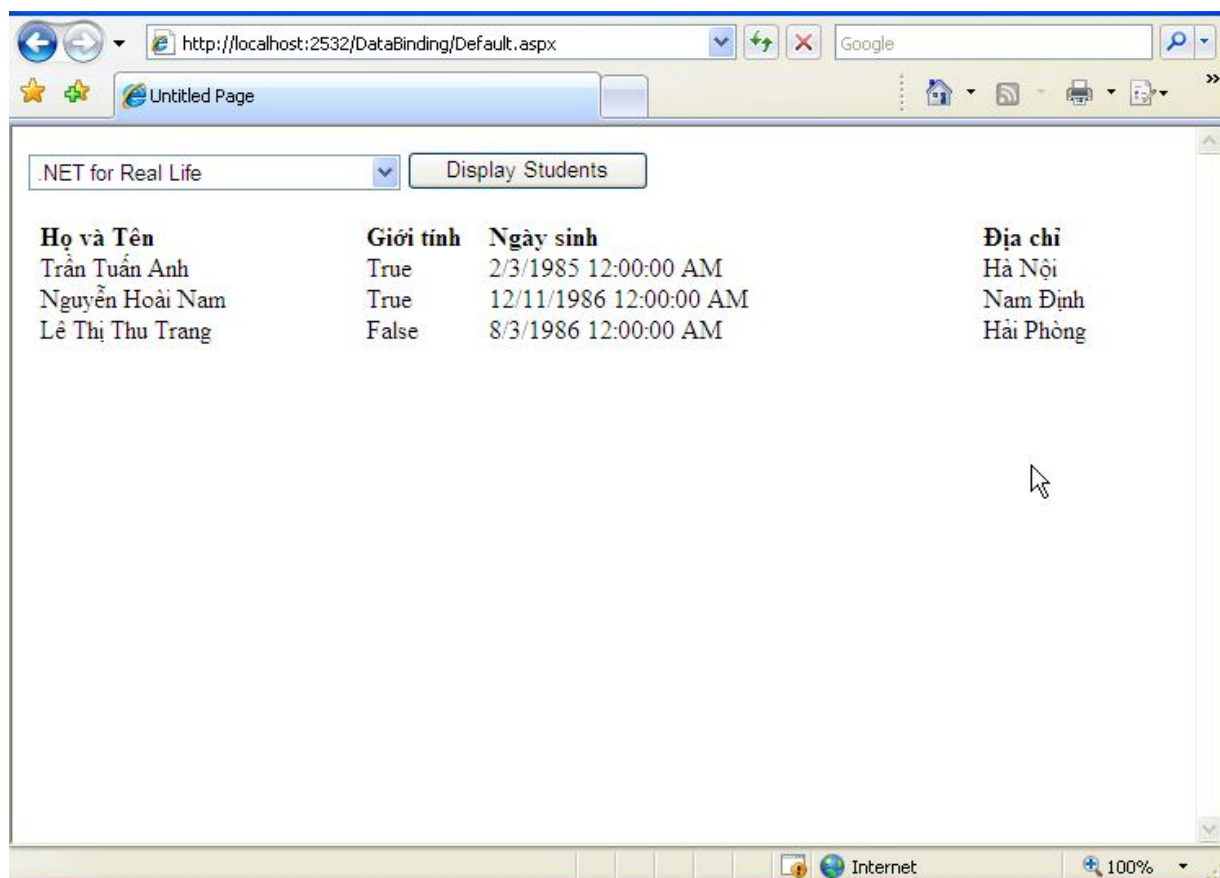 http://localhost:2532/DataBinding/Default.aspx Google
Untitled Page
.NET for Real Life Display Students
Họ và Tên Giới tính Ngày sinh Địa chỉ
Trần Tuấn Anh True 2/3/1985 12:00:00 AM Hà Nội
Nguyễn Hoài Nam True 12/11/1986 12:00:00 AM Nam Định
Lê Thị Thu Trang False 8/3/1986 12:00:00 AM Hải Phòng
Internet 100%